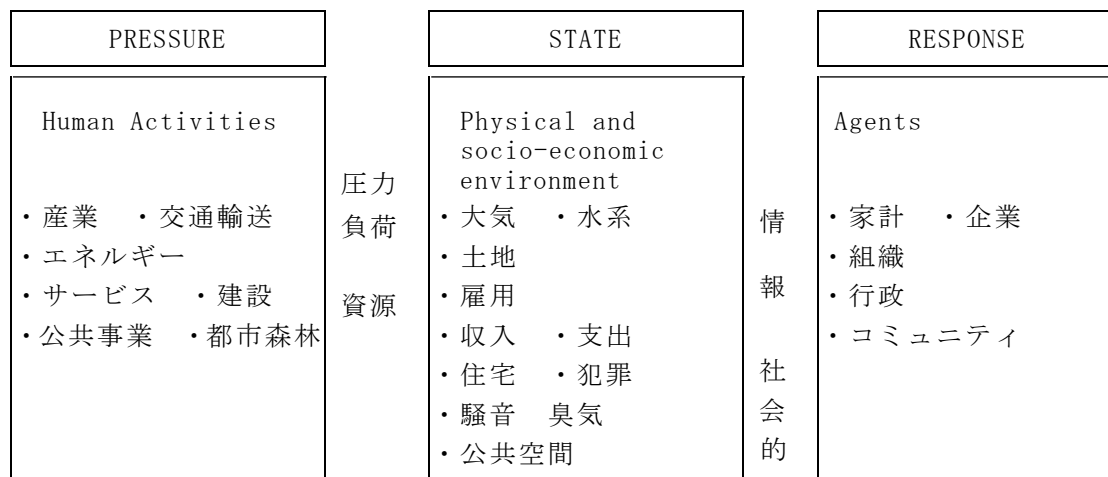 PRESSURE
STATE
RESPONSE
Human Activities
・産業 ・交通輸送
・エネルギー
・サービス ・建設
・公共事業 ・都市森林
圧力
負荷
資源
Physical and
socio-economic
environment
・大気 ・水系
・土地
・雇用
・収入 ・支出
・住宅 ・犯罪
・騒音 臭気
・公共空間
情
報
社
会
的
Agents
・家計 ・企業
・組織
・行政
・コミュニティ